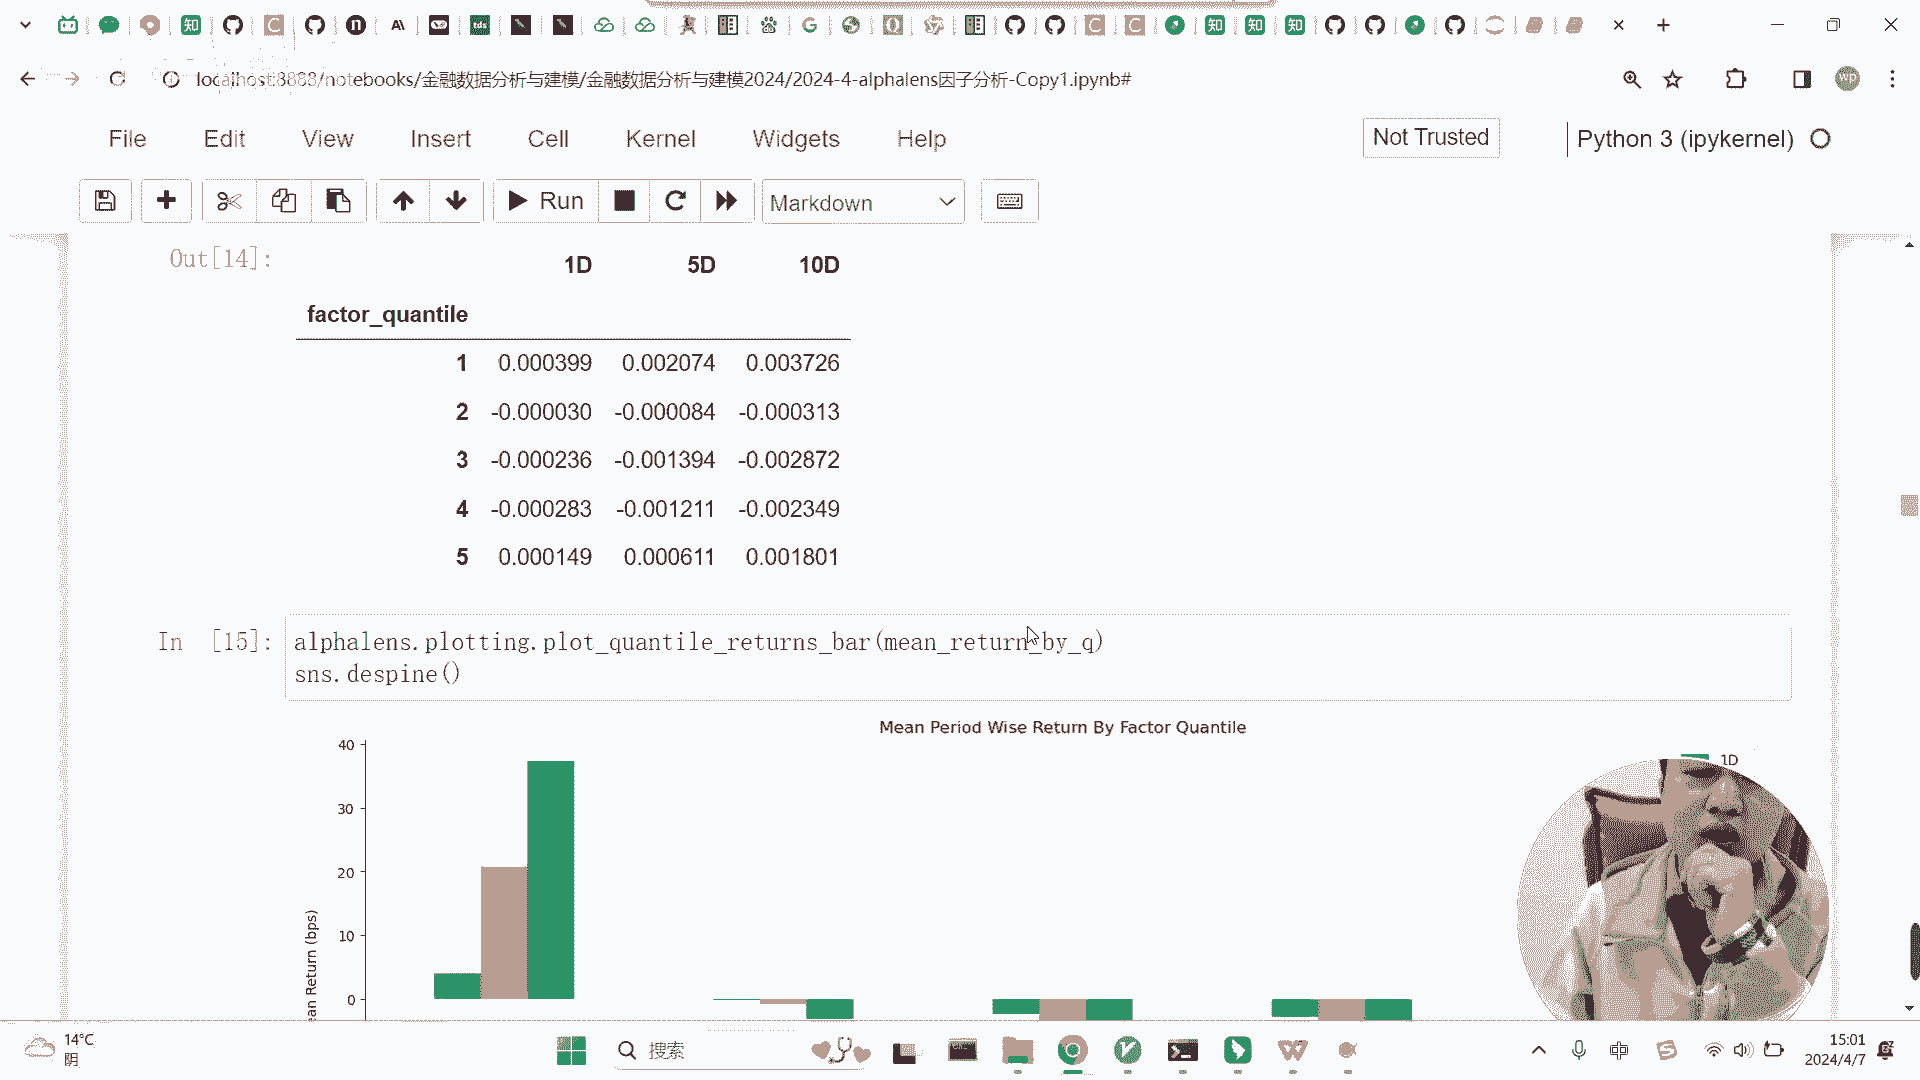 localhost:8888/notebooks/金融数据分析与建模/金融数据分析与建模2024/2024-4-alphalens因子分析-Copy1.ipynb#
File Edit View Insert Cell Kernel Widgets Help Not Trusted Python 3 (ipykernel)
Run Markdown
Out[14]:
1D 5D 10D
factor_quantile
1 0.000399 0.002074 0.003726
2 -0.000030 -0.000084 -0.000313
3 -0.000236 -0.001394 -0.002872
4 -0.000283 -0.001211 -0.002349
5 0.000149 0.000611 0.001801
In [15]: alphalens.plotting.plot_quantile_returns_bar(mean_return_by_q)
sns.despine()
Mean Period Wise Return By Factor Quantile
1D
40
30
20
10
0
Return (bps)
14°C
阴
搜索
中
15:01
2024/4/7